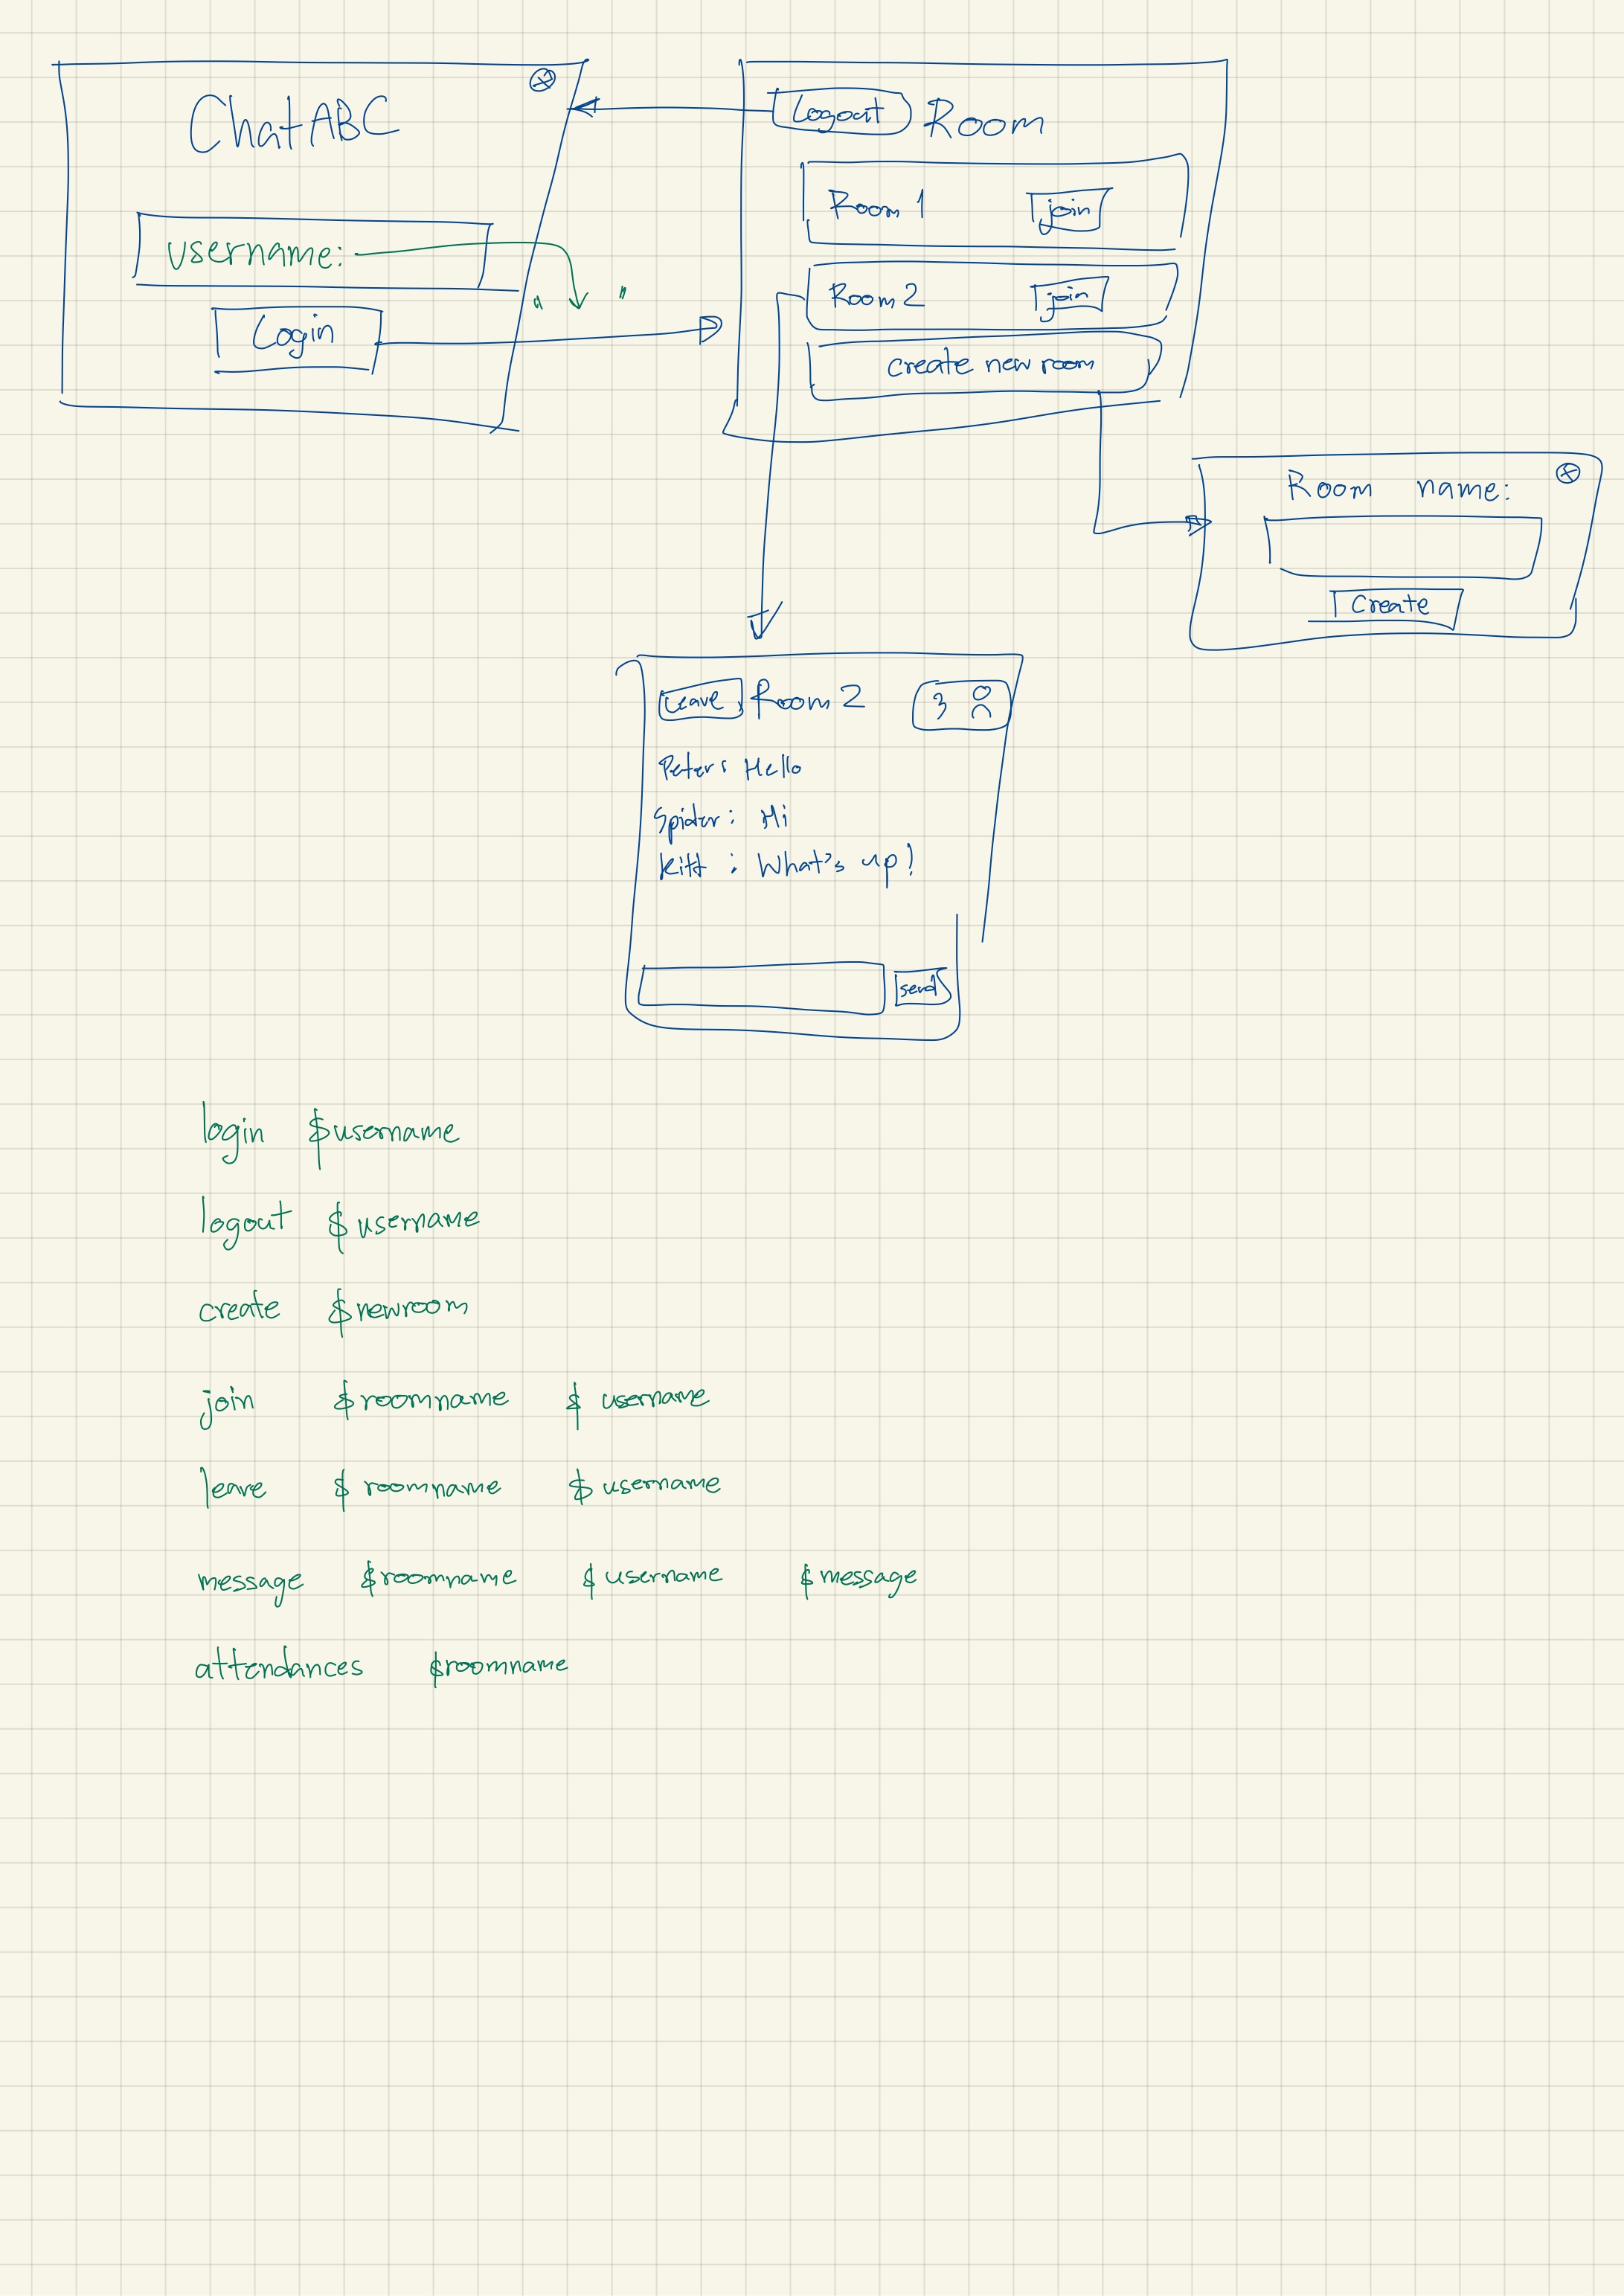 ChatABC
username:
" "
Login
Logout Room
Room 1 join
Room 2 join
create new room
Room name:
Create
Leave Room 2 3
Peter: Hello
Spider: Hi
Kitt: What's up!
send
login $username
logout $username
create $newroom
join $roomname $username
leave $roomname $username
message $roomname $username $message
attendances $roomname